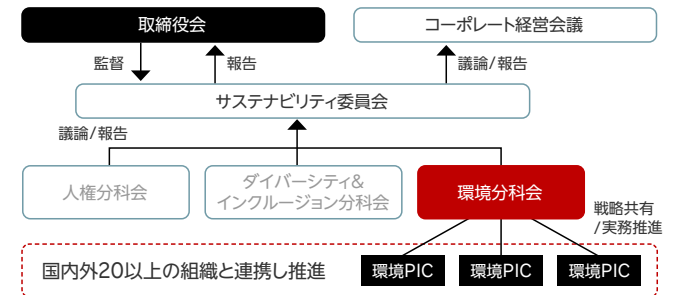 取締役会
コーポレート経営会議
監督
報告
議論/報告
サステナビリティ委員会
議論/報告
人権分科会
ダイバーシティ&
インクルージョン分科会
環境分科会
戦略共有
/実務推進
国内外20以上の組織と連携し推進
環境PIC
環境PIC
環境PIC